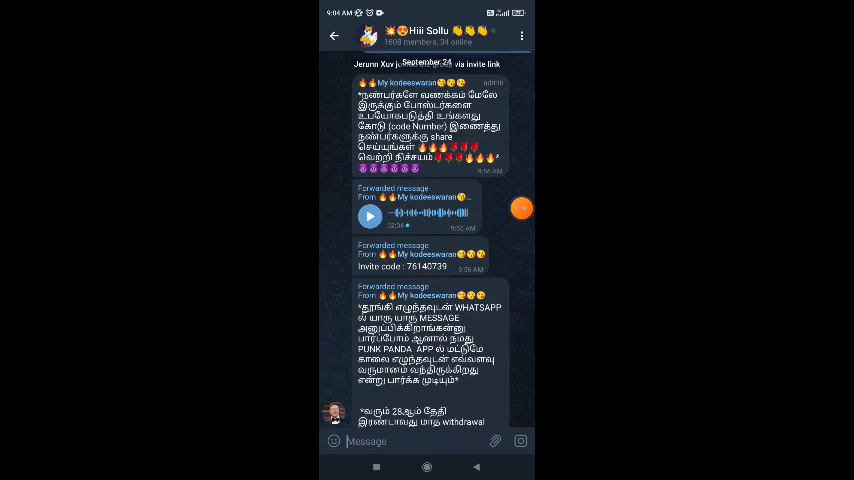 9:04 AM
💥😍Hiii Sollu 👏👏👏
1608 members, 34 online
September 24
Jerunn Xuv joined the group via invite link
🔥🔥My kodeeswaran😘😘😘 admin
*நண்பர்களே வணக்கம் மேலே
இருக்கும் போஸ்டர்களை
உபயோகபடுத்தி உங்களது
கோடு (code Number) இணைத்து
நண்பர்களுக்கு share
செய்யுங்கள் 🔥🔥🔥🌹🌹🌹
வெற்றி நிச்சயம்🌹🌹🌹🔥🔥🔥*
9:56 AM
Forwarded message
From 🔥🔥My kodeeswaran😘...
02:04
9:56 AM
Forwarded message
From 🔥🔥My kodeeswaran😘😘😘
Invite code : 76140739 9:56 AM
Forwarded message
From 🔥🔥My kodeeswaran😘😘😘
*தூங்கி எழுந்தவுடன் WHATSAPP
ல் யாரு யாரு MESSAGE
அனுப்பிக்கிறாங்கன்னு
பார்ப்போம் ஆனால் நமது
PUNK PANDA APP ல் மட்டுமே
காலை எழுந்தவுடன் எவ்வளவு
வருமானம் வந்திருக்கிறது
என்று பார்க்க முடியும்*
*வரும் 28ஆம் தேதி
இரண்டாவது மாத withdrawal
Message